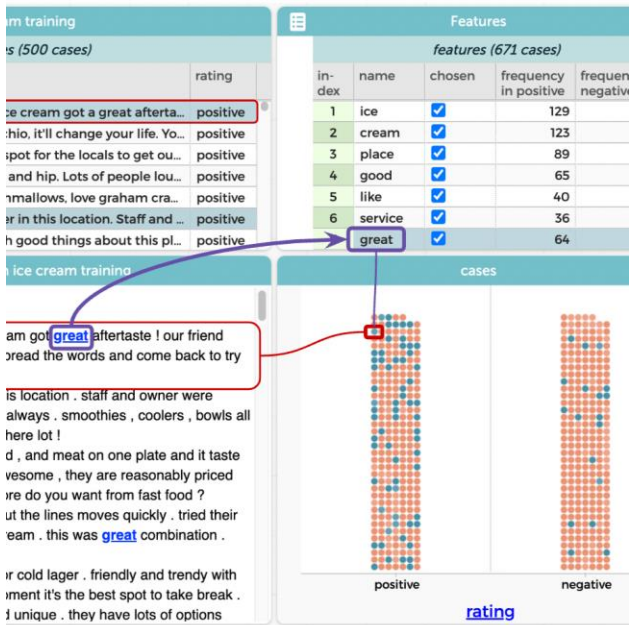 am training
es (500 cases)
rating
ce cream got a great afterta... positive
chio, it'll change your life. Yo... positive
spot for the locals to get ou... positive
and hip. Lots of people lou... positive
hmallows, love graham cra... positive
er in this location. Staff and ... positive
h good things about this pl... positive
Features
features (671 cases)
in-dex name chosen frequency in positive frequen negative
1 ice 129
2 cream 123
3 place 89
4 good 65
5 like 40
6 service 36
great 64
n ice cream training
am got great aftertaste ! our friend
pread the words and come back to try
is location . staff and owner were
always . smoothies , coolers , bowls all
here lot !
d , and meat on one plate and it taste
wesome , they are reasonably priced
ore do you want from fast food ?
ut the lines moves quickly . tried their
ream . this was great combination .
or cold lager . friendly and trendy with
oment it's the best spot to take break .
d unique . they have lots of options
cases
positive negative
rating